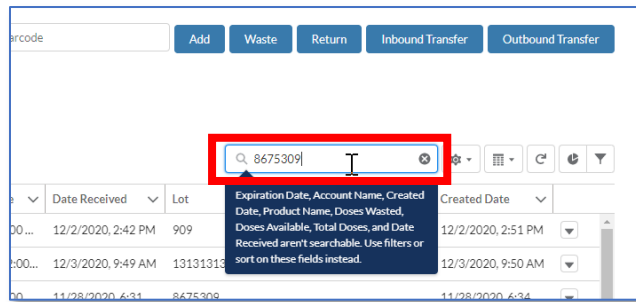 arcode
Add
Waste
Return
Inbound Transfer
Outbound Transfer
8675309
Date Received
Lot
Created Date
Expiration Date, Account Name, Created
Date, Product Name, Doses Wasted,
Doses Available, Total Doses, and Date
Received aren't searchable. Use filters or
sort on these fields instead.
00 ... 12/2/2020, 2:42 PM 909 12/2/2020, 2:51 PM
:00... 12/3/2020, 9:49 AM 13131313 12/3/2020, 9:50 AM
11/28/2020, 6:31 8675309 11/28/2020, 6:34